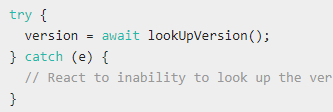 try {
  version = await lookUpVersion();
} catch (e) {
  // React to inability to look up the ver
}